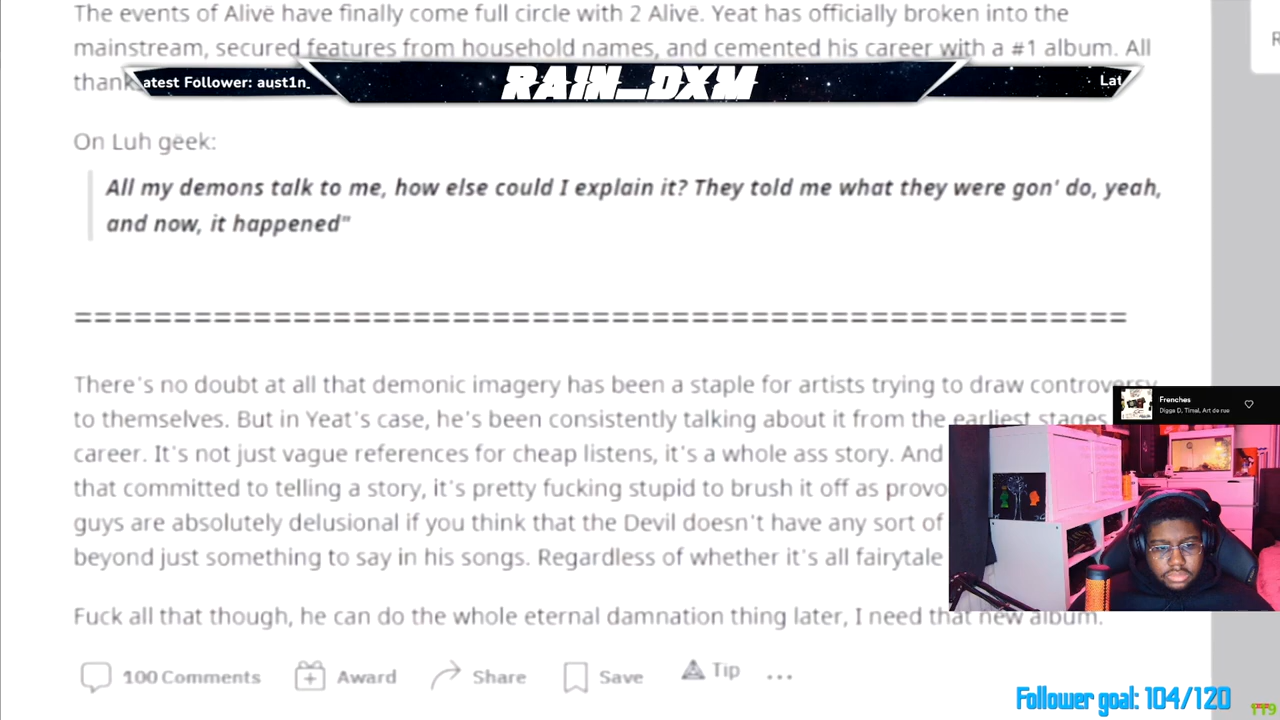 The events of Alivë have finally come full circle with 2 Alivë. Yeat has officially broken into the
mainstream, secured features from household names, and cemented his career with a #1 album. All
thank
atest Follower: aust1n_
RAIN_DXM
Lat
On Luh gëek:
All my demons talk to me, how else could I explain it? They told me what they were gon' do, yeah,
and now, it happened"
=====================================================
There's no doubt at all that demonic imagery has been a staple for artists trying to draw controversy
to themselves. But in Yeat's case, he's been consistently talking about it from the earliest stages
career. It's not just vague references for cheap listens, it's a whole ass story. And
that committed to telling a story, it's pretty fucking stupid to brush it off as provo
guys are absolutely delusional if you think that the Devil doesn't have any sort of
beyond just something to say in his songs. Regardless of whether it's all fairytale
Fuck all that though, he can do the whole eternal damnation thing later, I need that new album.
100 Comments Award Share Save Tip ...
Frenches
Digga D, Timal, Art de rue
Follower goal: 104/120